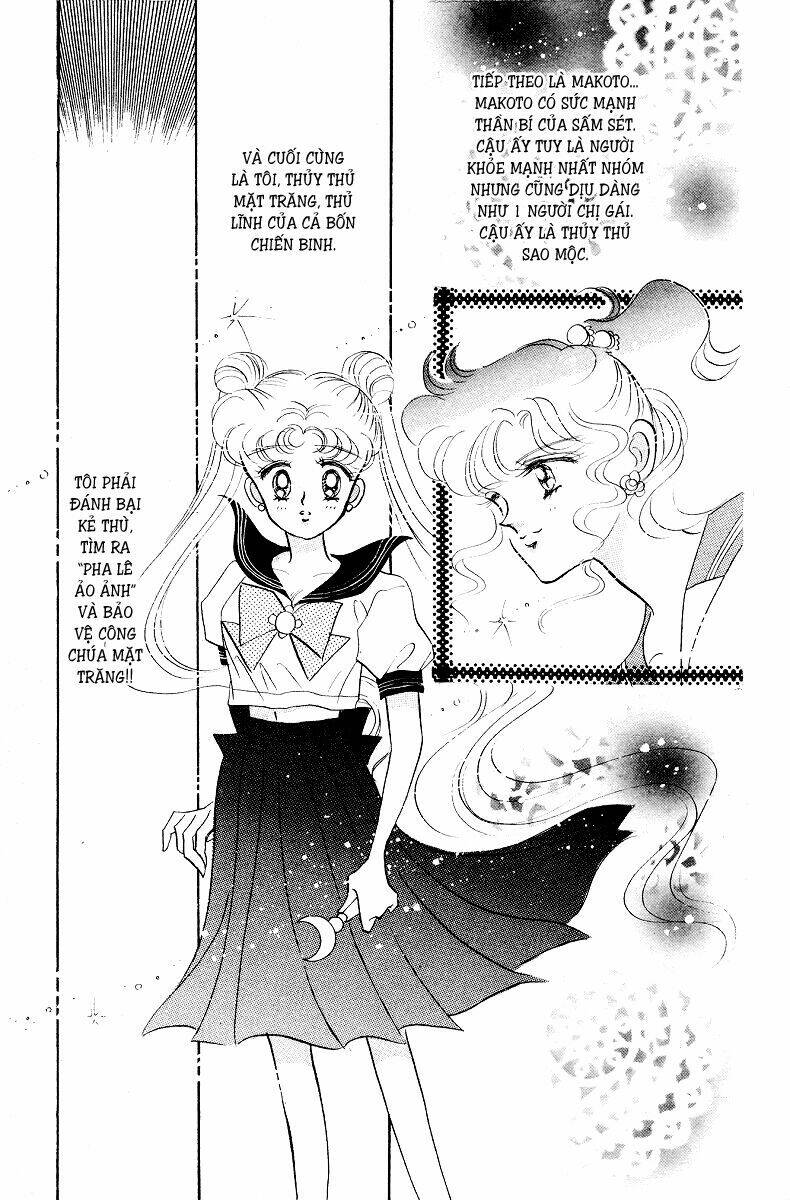 TIẾP THEO LÀ MAKOTO...
MAKOTO CÓ SỨC MẠNH
THẦN BÍ CỦA SẤM SÉT.
CẬU ẤY TUY LÀ NGƯỜI
KHỎE MẠNH NHẤT NHÓM
NHƯNG CŨNG DỊU DÀNG
NHƯ 1 NGƯỜI CHỊ GÁI.
CẬU ẤY LÀ THỦY THỦ
SAO MỘC.
VÀ CUỐI CÙNG
LÀ TÔI, THỦY THỦ
MẶT TRĂNG, THỦ
LĨNH CỦA CẢ BỐN
CHIẾN BINH.
TÔI PHẢI
ĐÁNH BẠI
KẺ THÙ,
TÌM RA
"PHA LÊ
ẢO ẢNH"
VÀ BẢO
VỆ CÔNG
CHÚA MẶT
TRĂNG!!